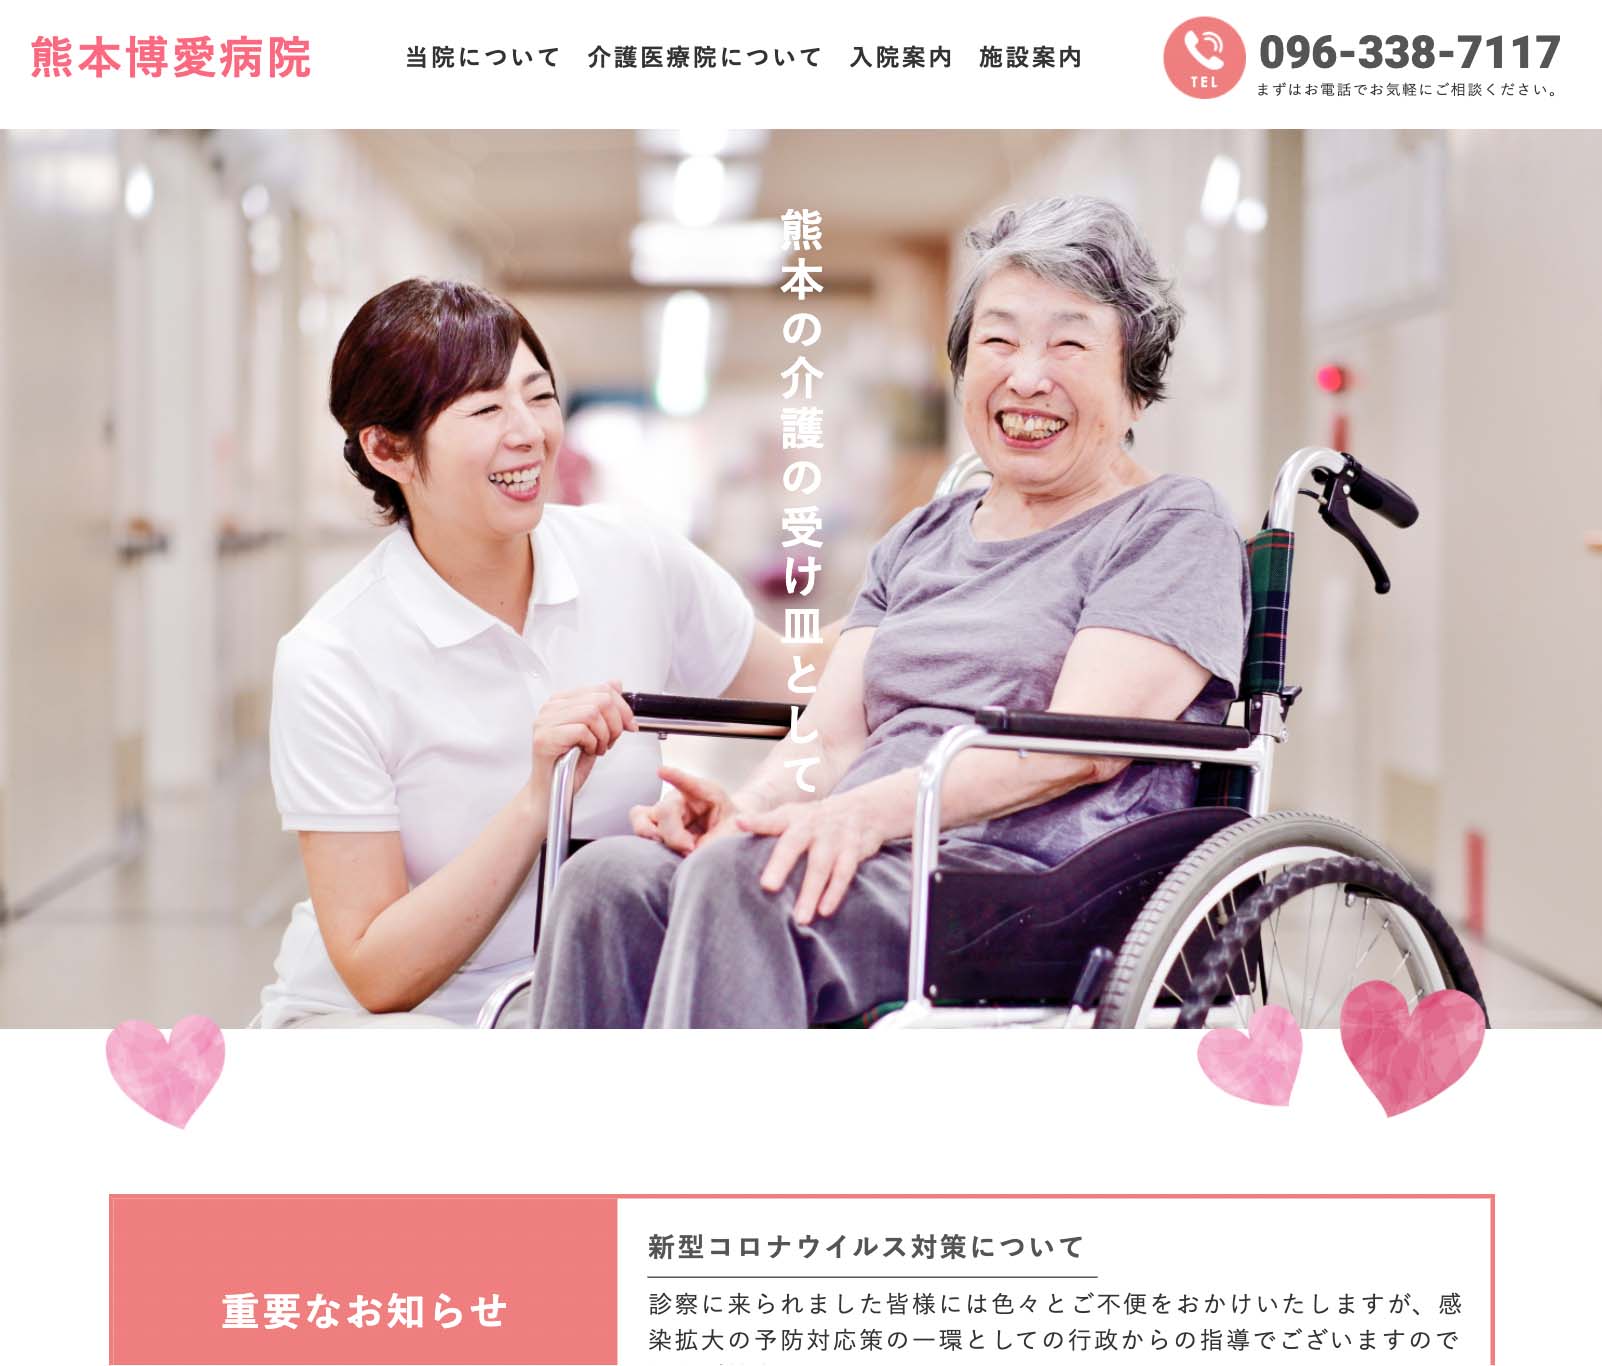 熊本博愛病院
当院について 介護医療院について 入院案内 施設案内
TEL
096-338-7117
まずはお電話でお気軽にご相談ください。
熊本の介護の受け皿として
重要なお知らせ
新型コロナウイルス対策について
診察に来られました皆様には色々とご不便をおかけいたしますが、感
染拡大の予防対応策の一環としての行政からの指導でございますので